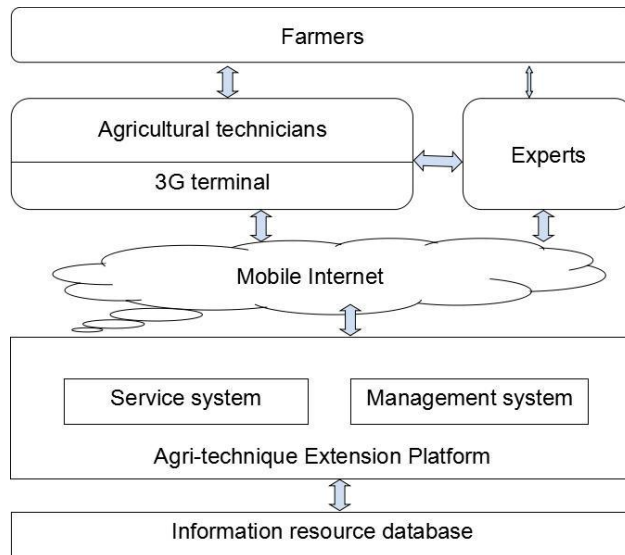 Farmers
Agricultural technicians
3G terminal
Experts
Mobile Internet
Service system
Management system
Agri-technique Extension Platform
Information resource database